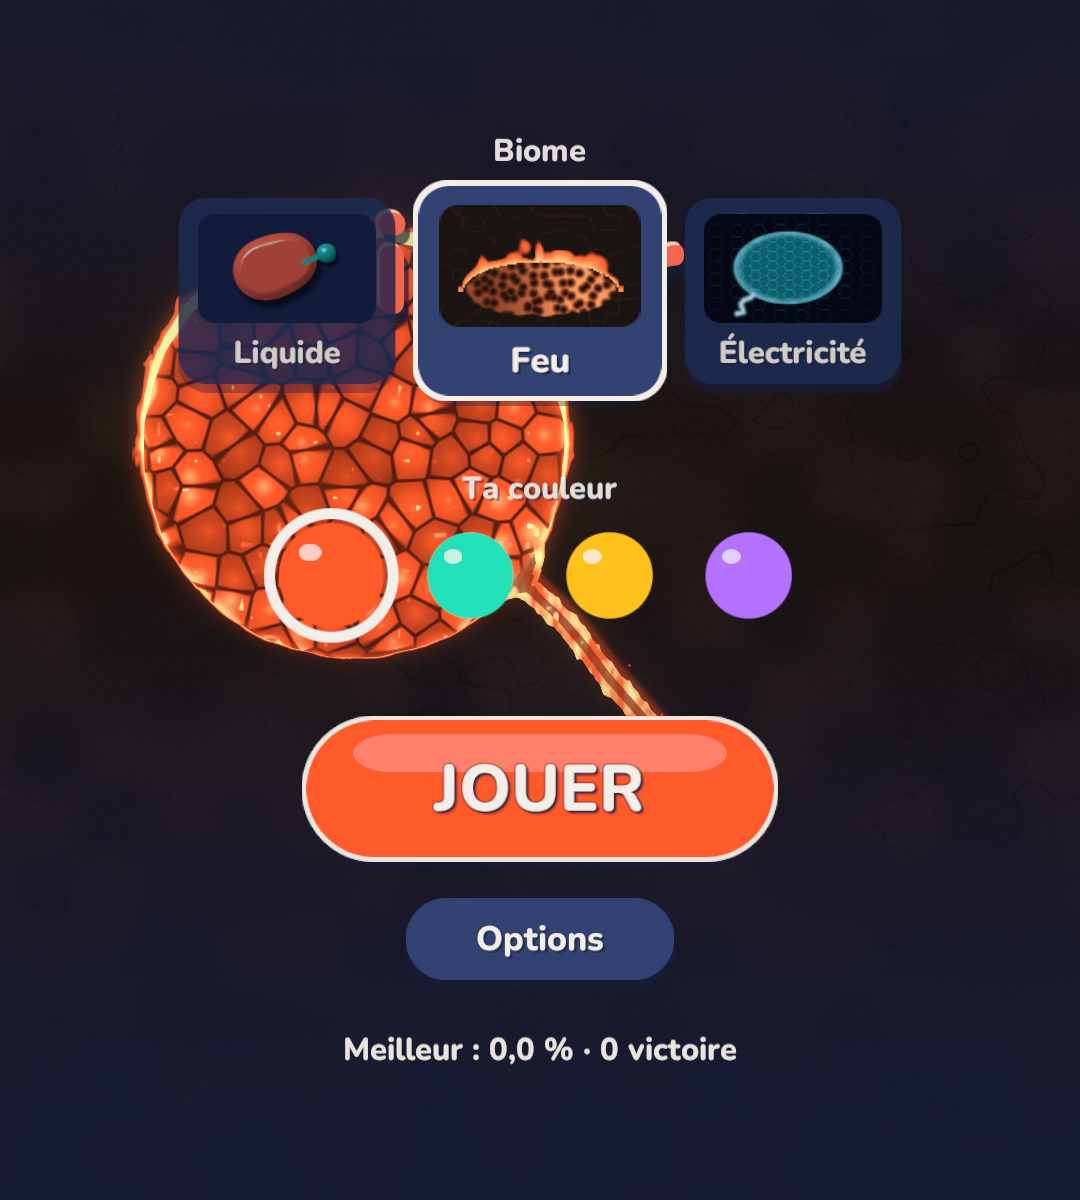 Biome
Liquide
Feu
Électricité
Ta couleur
JOUER
Options
Meilleur : 0,0 % · 0 victoire